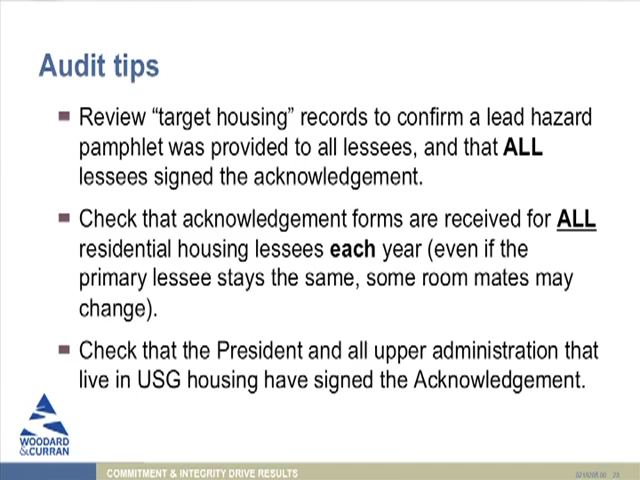 Audit tips
Review “target housing” records to confirm a lead hazard
pamphlet was provided to all lessees, and that ALL
lessees signed the acknowledgement.
Check that acknowledgement forms are received for ALL
residential housing lessees each year (even if the
primary lessee stays the same, some room mates may
change).
Check that the President and all upper administration that
live in USG housing have signed the Acknowledgement.
WOODARD
&CURRAN
COMMITMENT & INTEGRITY DRIVE RESULTS